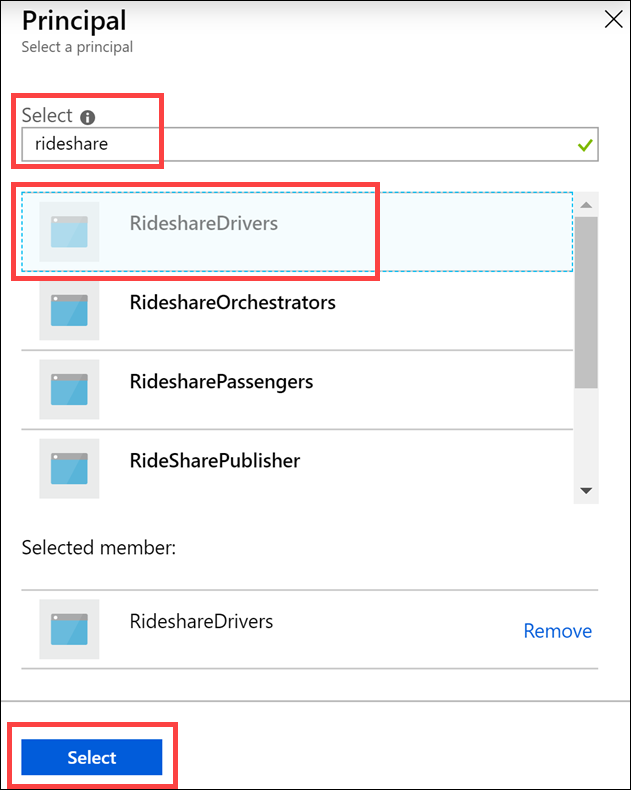 Principal
Select a principal
Select
rideshare
RideshareDrivers
RideshareOrchestrators
RidesharePassengers
RideSharePublisher
Selected member:
RideshareDrivers
Remove
Select